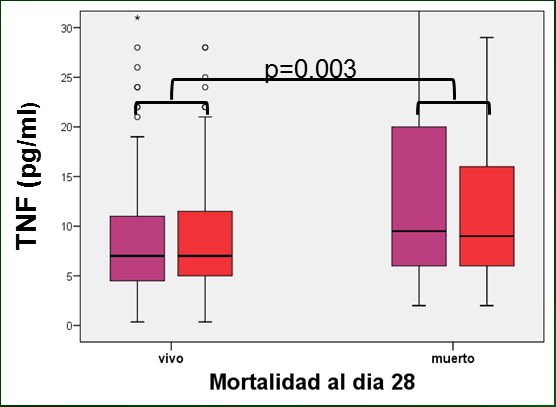 30
25
20
15
10
5
0
TNF (pg/ml)
p=0.003
*
vivo
muerto
Mortalidad al dia 28